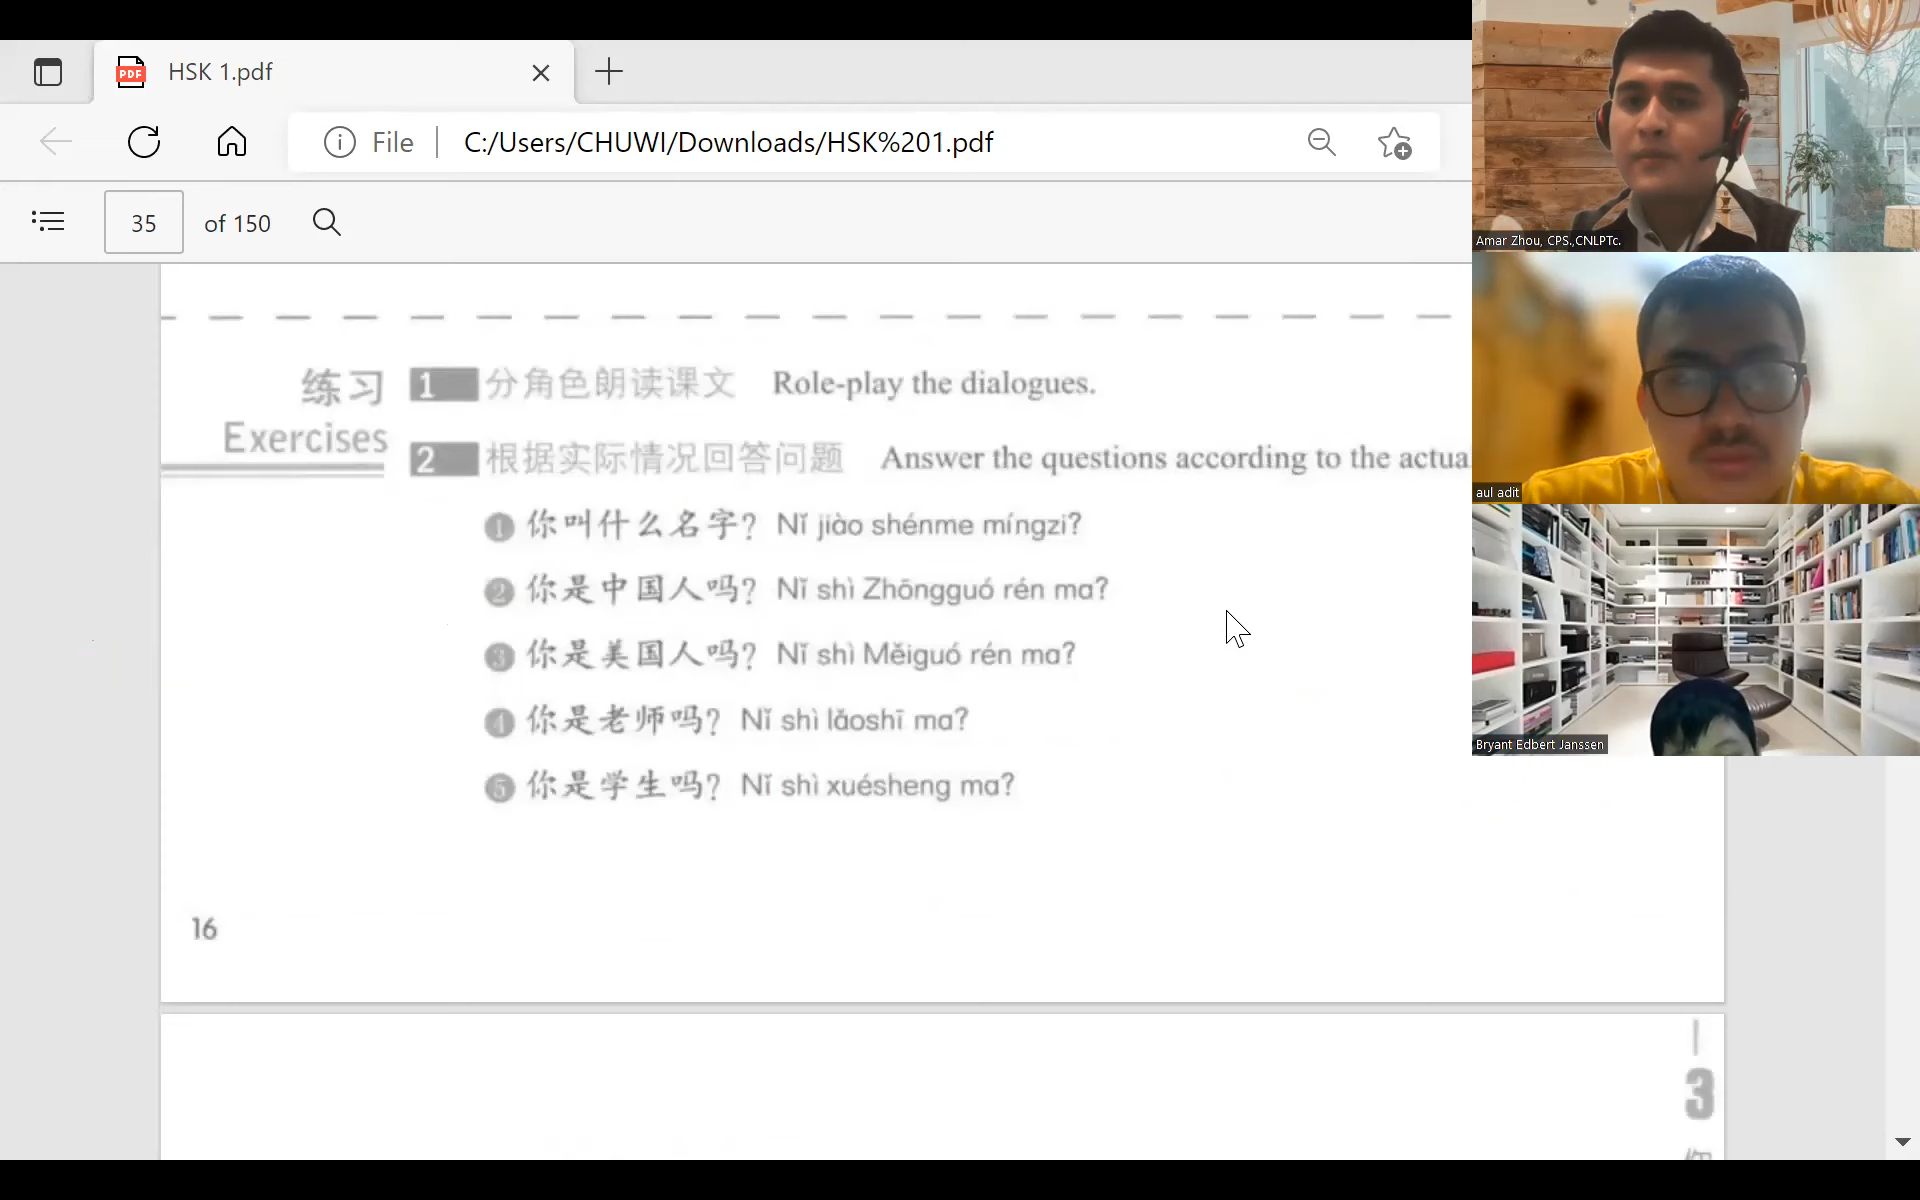 HSK 1.pdf
File
C:/Users/CHUWI/Downloads/HSK%201.pdf
35 of 150
练习
Exercises
1 分角色朗读课文 Role-play the dialogues.
2 根据实际情况回答问题 Answer the questions according to the actua
1 你叫什么名字？ Nǐ jiào shénme míngzi?
2 你是中国人吗？ Nǐ shì Zhōngguó rén ma?
3 你是美国人吗？ Nǐ shì Měiguó rén ma?
4 你是老师吗？ Nǐ shì lǎoshī ma?
5 你是学生吗？ Nǐ shì xuésheng ma?
16
3
Amar Zhou, CPS.,CNLPTc.
aul adit
Bryant Edbert Janssen